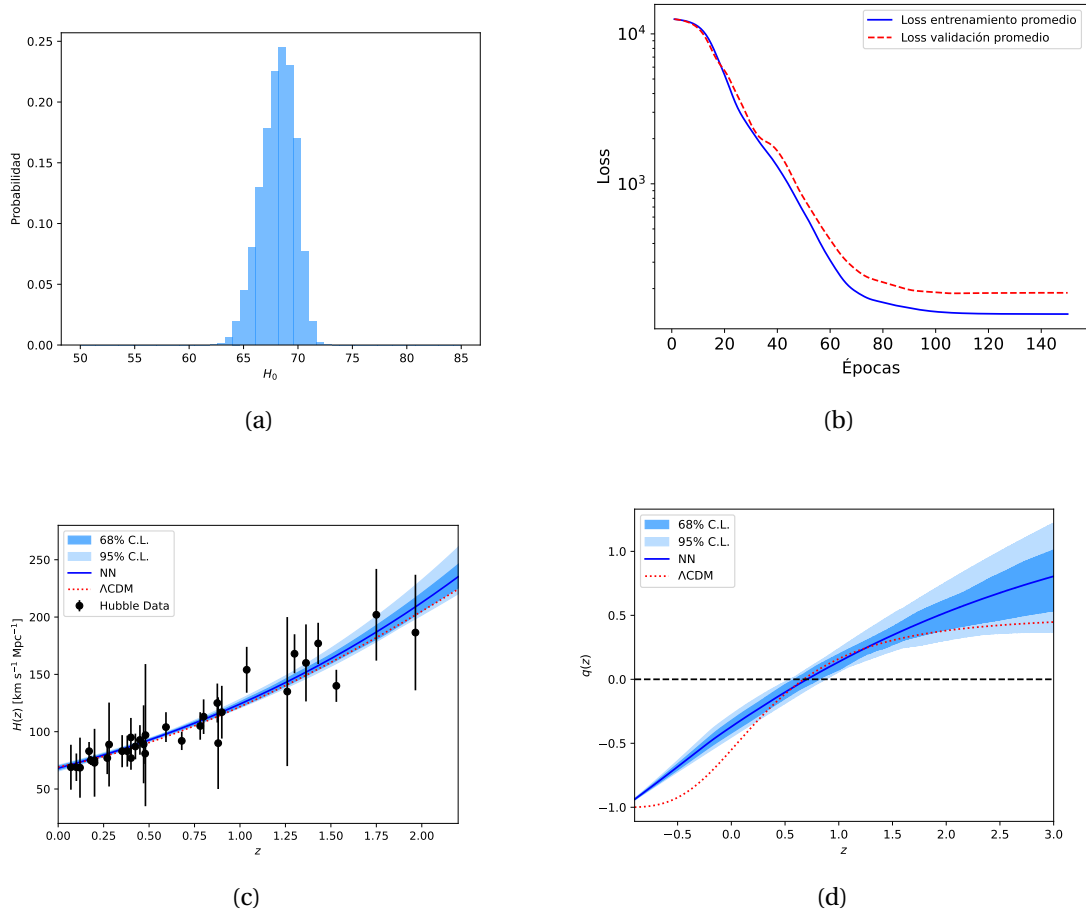 0.25
0.20
0.15
0.10
0.05
0.00
Probabilidad
50 55 60 65 70 75 80 85
H₀
(a)
10⁴
10³
Loss
Loss entrenamiento promedio
Loss validación promedio
0 20 40 60 80 100 120 140
Épocas
(b)
250
200
150
100
50
H(z) [km s⁻¹ Mpc⁻¹]
68% C.L.
95% C.L.
NN
ΛCDM
Hubble Data
0.00 0.25 0.50 0.75 1.00 1.25 1.50 1.75 2.00
z
(c)
1.0
0.5
0.0
−0.5
−1.0
q(z)
68% C.L.
95% C.L.
NN
ΛCDM
−0.5 0.0 0.5 1.0 1.5 2.0 2.5 3.0
z
(d)